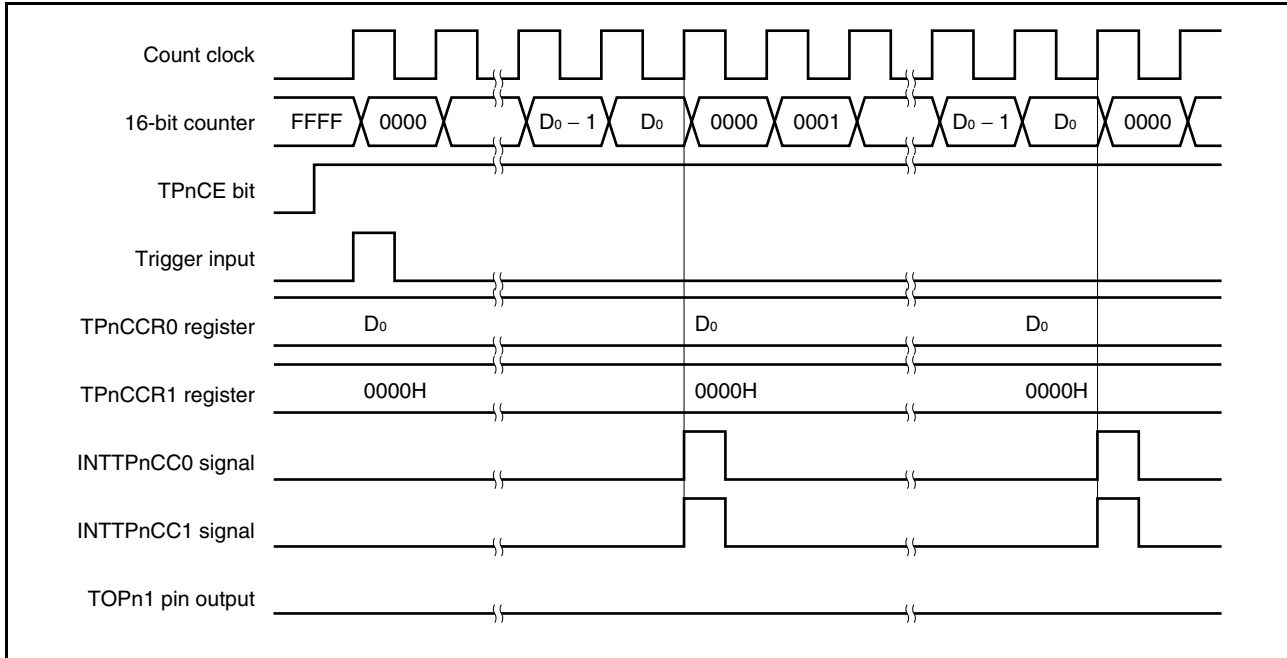 Count clock
16-bit counter FFFF 0000 D₀ – 1 D₀ 0000 0001 D₀ – 1 D₀ 0000
TPnCE bit
Trigger input
TPnCCR0 register D₀ D₀ D₀
TPnCCR1 register 0000H 0000H 0000H
INTTPnCC0 signal
INTTPnCC1 signal
TOPn1 pin output